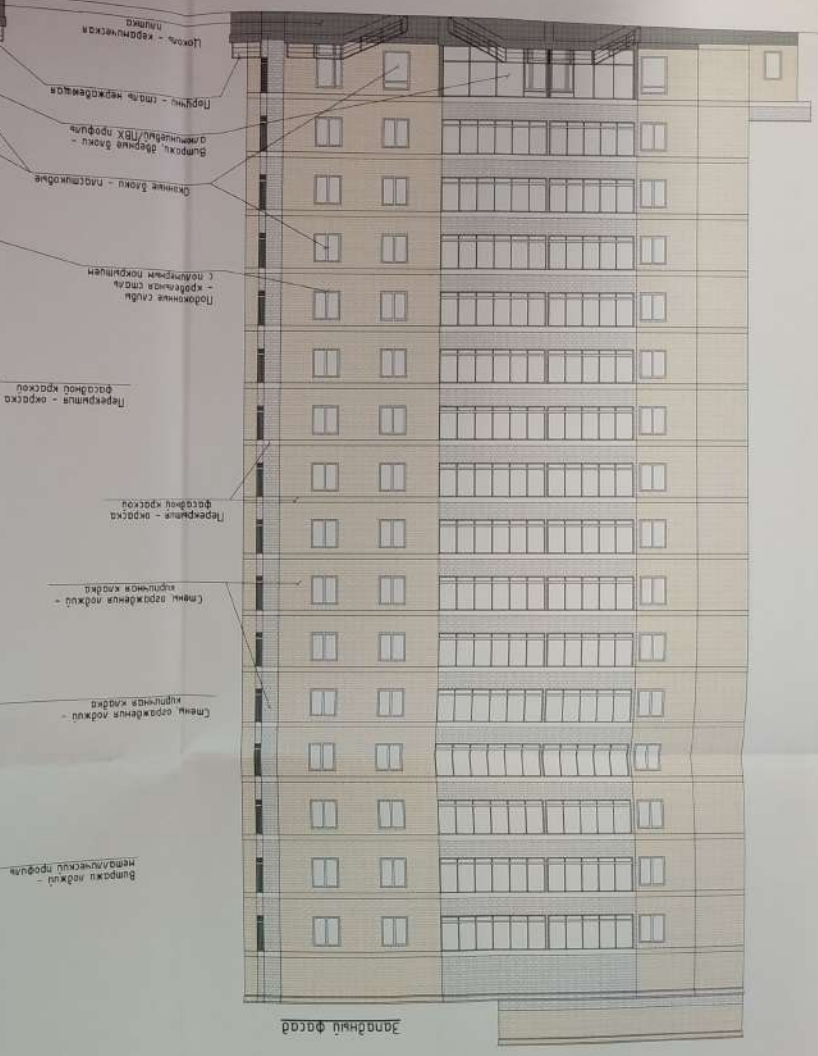 Западный фасад
Витражи лоджий -
металлический профиль
Стены, ограждения лоджий -
кирпичная кладка
Стены, ограждения лоджий -
кирпичная кладка
Перекрытия - окраска
фасадной краской
Перекрытия - окраска
фасадной краской
Подоконные сливы
- кровельная сталь
с полимерным покрытием
Оконные блоки - пластиковые
Витражи, дверные блоки -
алюминиевый/ПВХ профиль
Поручни - сталь нержавеющая
Цоколь - керамическая
плитка